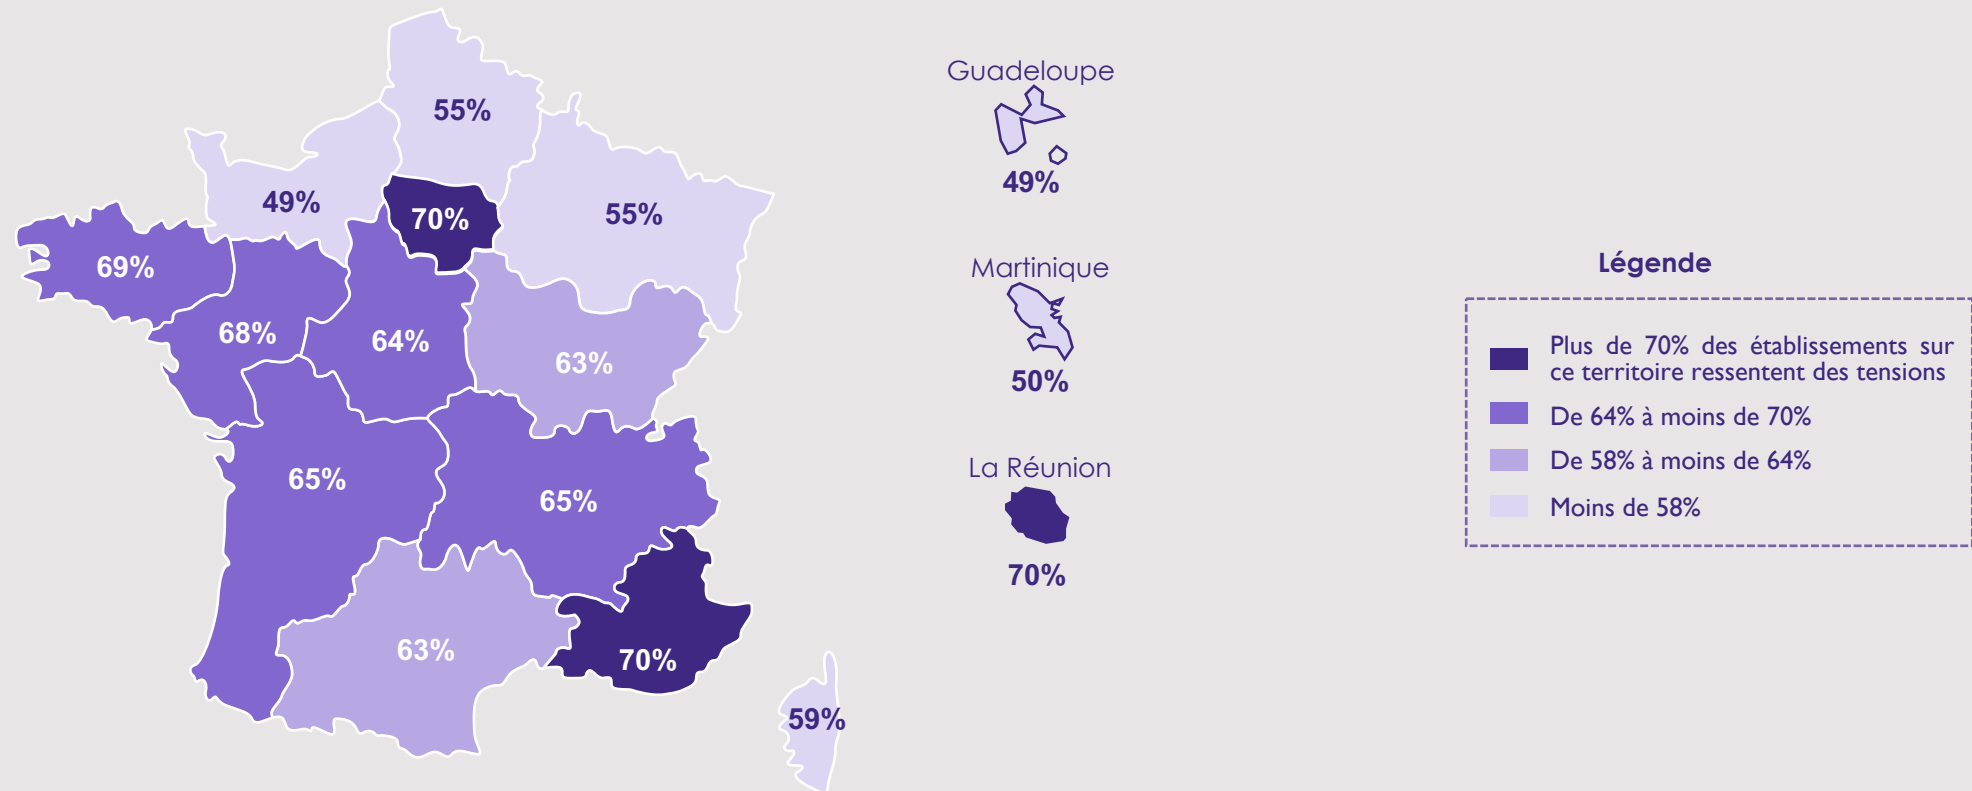 55%
49%
70%
55%
69%
68%
64%
63%
65%
65%
63%
70%
59%
Guadeloupe
49%
Martinique
50%
La Réunion
70%
Légende
Plus de 70% des établissements sur
ce territoire ressentent des tensions
De 64% à moins de 70%
De 58% à moins de 64%
Moins de 58%